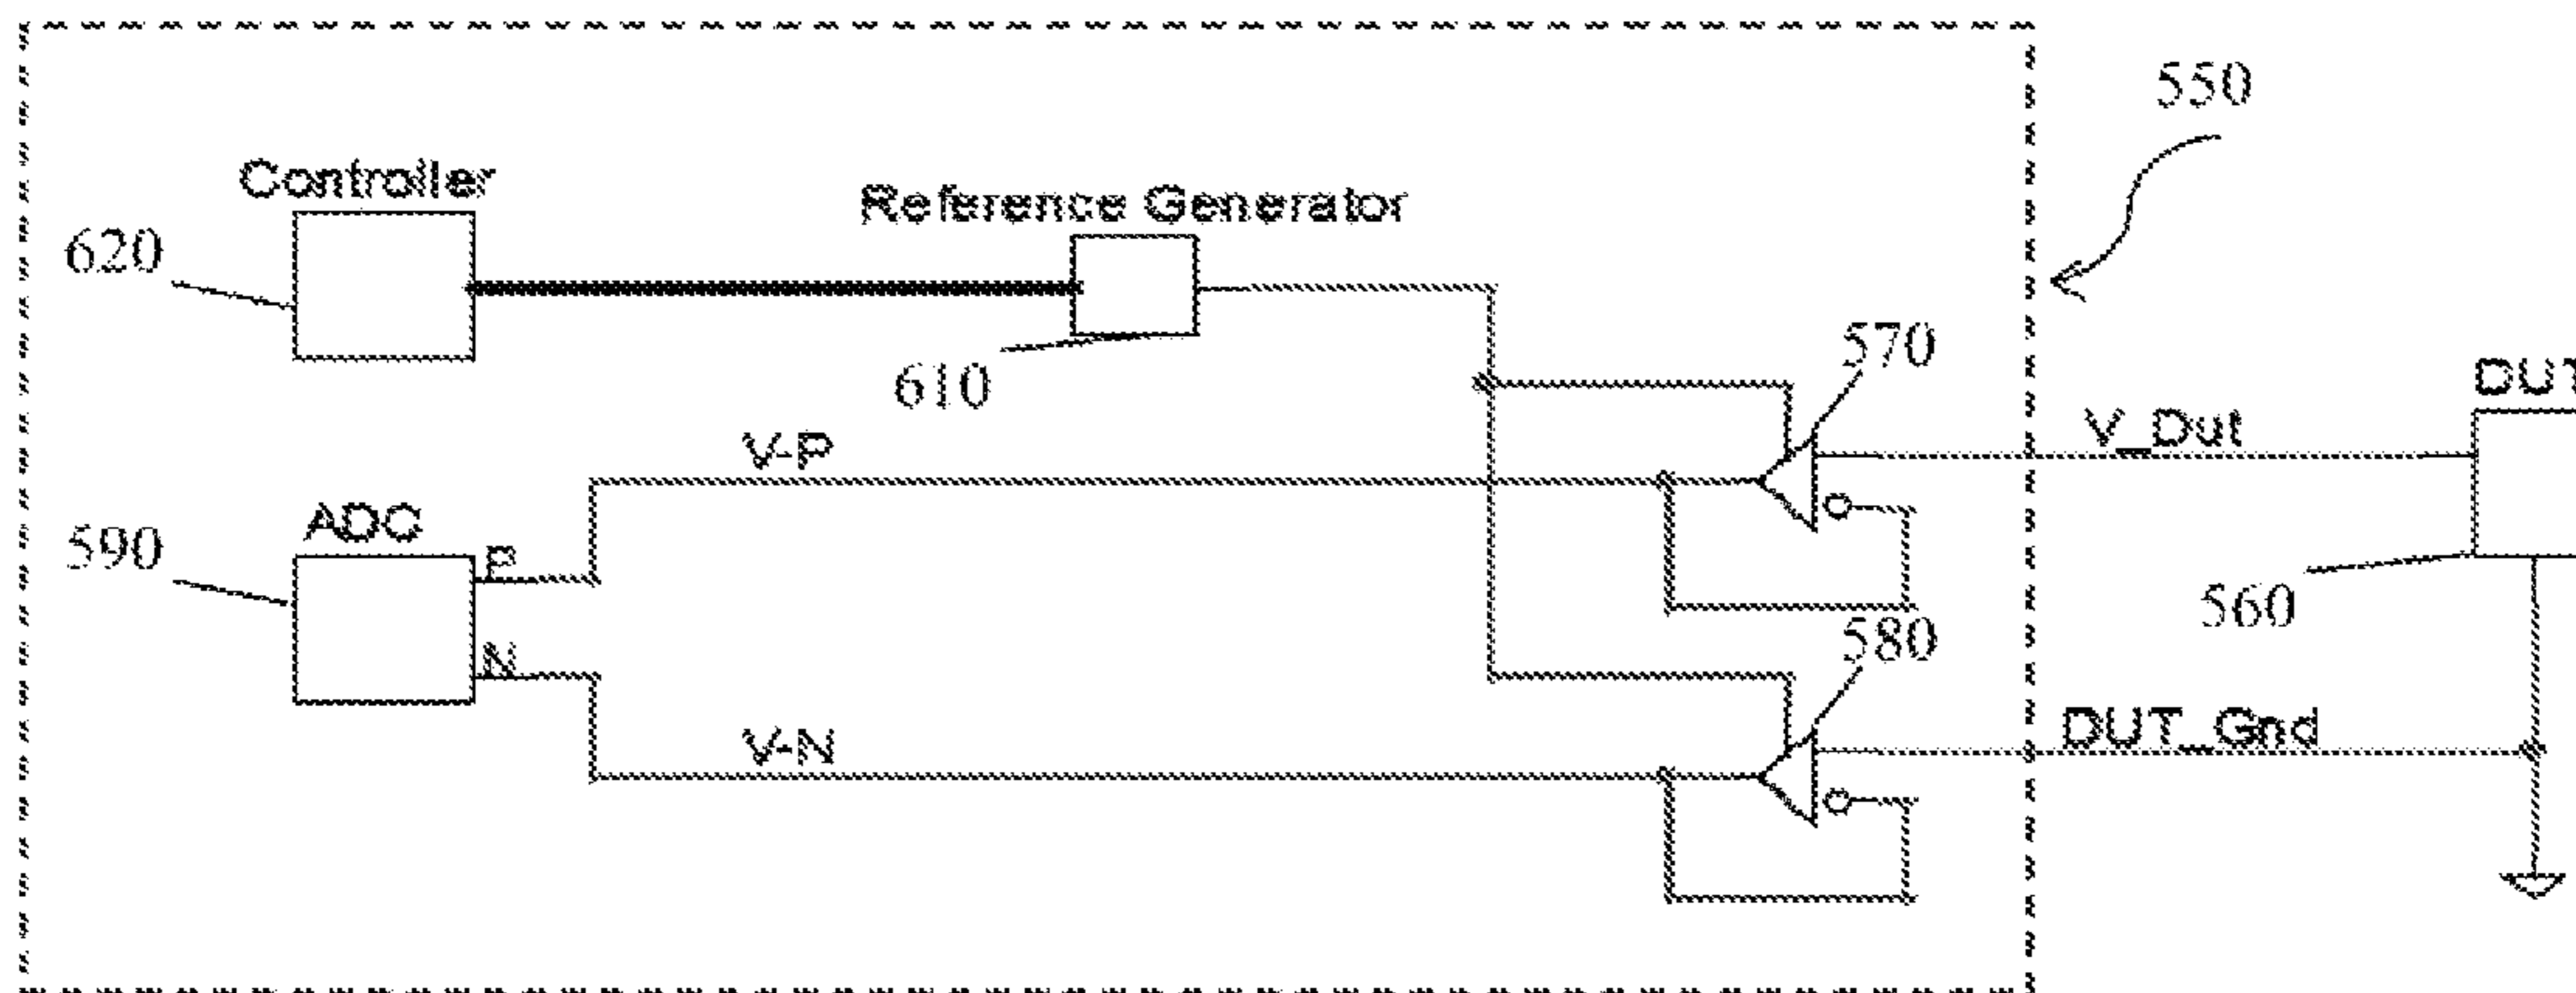 550
Controller
Reference Generator
620
570
610
DUT
V_Dut
V-P
ADC
590
P
560
580
N
DUT_Gnd
V-N